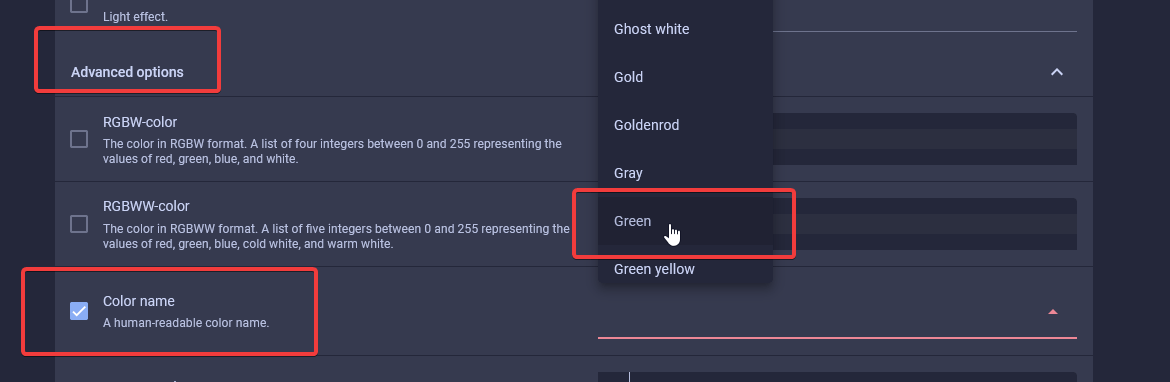 Light effect.
Ghost white
Advanced options
Gold
RGBW-color
The color in RGBW format. A list of four integers between 0 and 255 representing the
values of red, green, blue, and white.
Goldenrod
Gray
RGBWW-color
The color in RGBWW format. A list of five integers between 0 and 255 representing the
values of red, green, blue, cold white, and warm white.
Green
Green yellow
Color name
A human-readable color name.